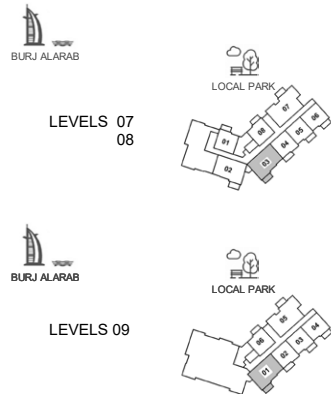 BURJ ALARAB
LOCAL PARK
LEVELS 07
08
07
08
06
01
05
04
03
02
BURJ ALARAB
LOCAL PARK
LEVELS 09
05
06
04
03
02
01